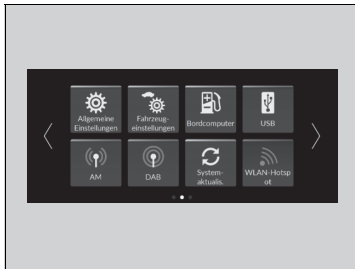 Allgemeine
Einstellungen
Fahrzeug-
einstellungen
Bordcomputer
USB
AM
DAB
System-
aktualis.
WLAN-Hotsp
ot